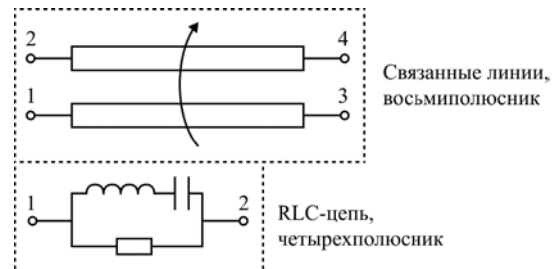 2 4
Связанные линии,
восьмиполюсник
1 3
1 2
RLC-цепь,
четырехполюсник